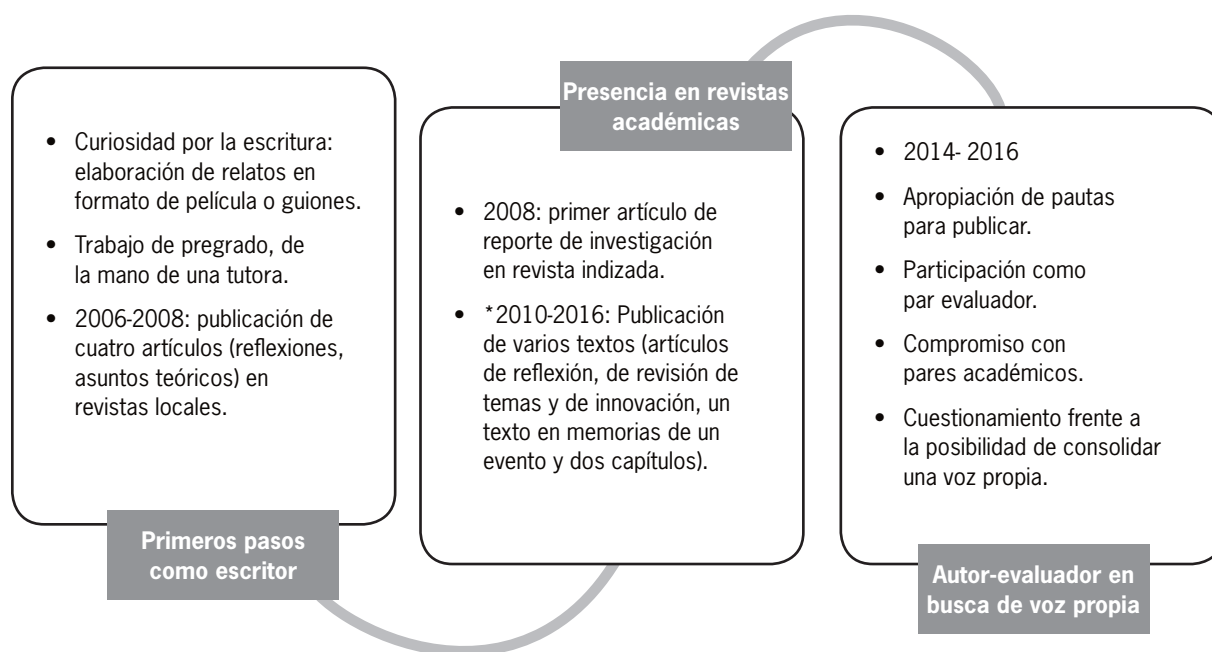 • Curiosidad por la escritura:
elaboración de relatos en
formato de película o guiones.
• Trabajo de pregrado, de
la mano de una tutora.
• 2006-2008: publicación de
cuatro artículos (reflexiones,
asuntos teóricos) en
revistas locales.
Primeros pasos
como escritor
Presencia en revistas
académicas
• 2008: primer artículo de
reporte de investigación
en revista indizada.
• *2010-2016: Publicación
de varios textos (artículos
de reflexión, de revisión de
temas y de innovación, un
texto en memorias de un
evento y dos capítulos).
• 2014- 2016
• Apropiación de pautas
para publicar.
• Participación como
par evaluador.
• Compromiso con
pares académicos.
• Cuestionamiento frente a
la posibilidad de consolidar
una voz propia.
Autor-evaluador en
busca de voz propia